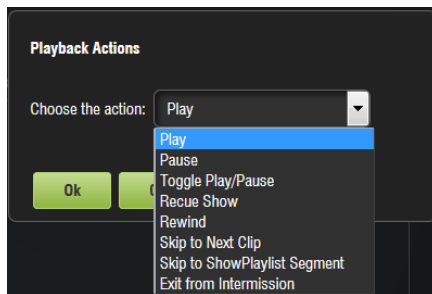 Playback Actions
Choose the action: Play
Play
Pause
Toggle Play/Pause
Recue Show
Rewind
Ok
Skip to Next Clip
Skip to ShowPlaylist Segment
Exit from Intermission